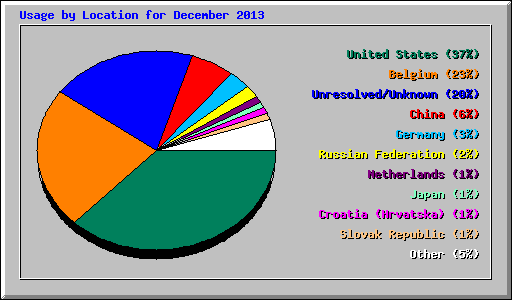 Usage by Location for December 2013
United States (37%)
Belgium (23%)
Unresolved/Unknown (20%)
China (6%)
Germany (3%)
Russian Federation (2%)
Netherlands (1%)
Japan (1%)
Croatia (Hrvatska) (1%)
Slovak Republic (1%)
Other (5%)